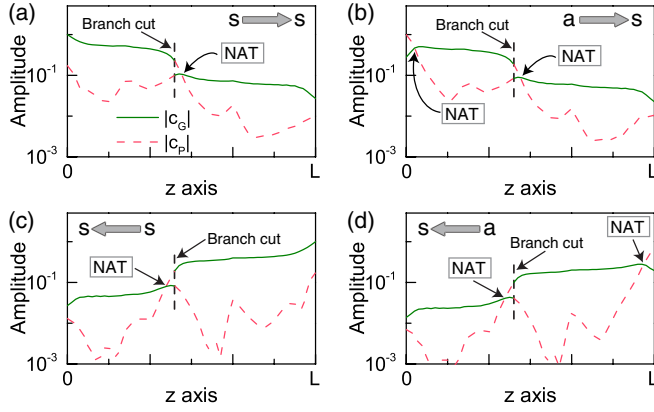 (a)
Branch cut
s s
NAT
Amplitude
10⁻¹
10⁻³
|c_G|
|c_P|
0
z axis
L
(b)
Branch cut
a s
NAT
NAT
Amplitude
10⁻¹
10⁻³
0
z axis
L
(c)
s s
Branch cut
NAT
Amplitude
10⁻¹
10⁻³
0
z axis
L
(d)
s a
NAT
Branch cut
NAT
Amplitude
10⁻¹
10⁻³
0
z axis
L